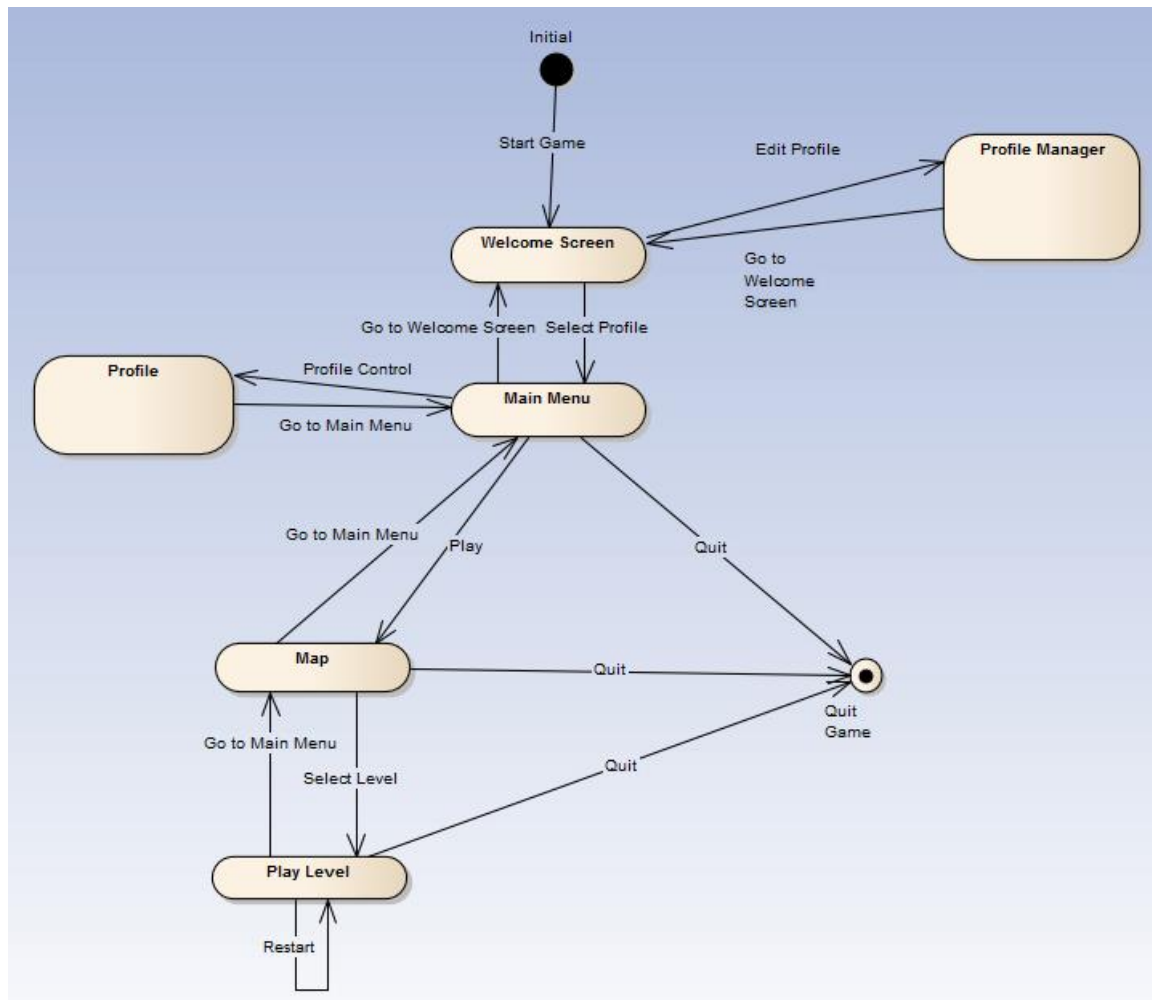 Initial
Start Game
Edit Profile
Profile Manager
Welcome Screen
Go to
Welcome
Screen
Go to Welcome Screen
Select Profile
Profile
Profile Control
Main Menu
Go to Main Menu
Go to Main Menu
Play
Quit
Map
Quit
Quit
Game
Go to Main Menu
Select Level
Quit
Play Level
Restart